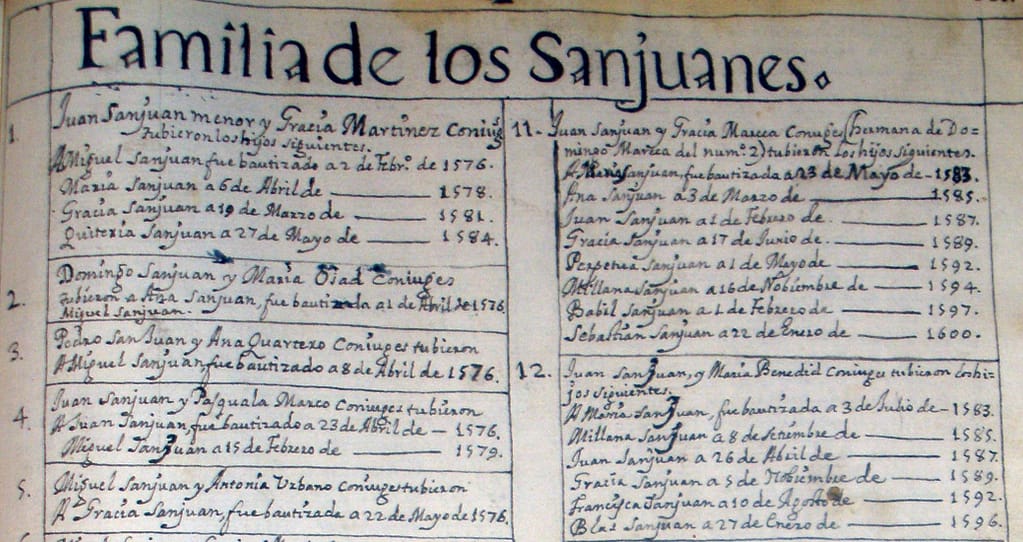 Familia de los Sanjuanes.
1. Juan Sanjuan menor y Gracia Martinez Coniug
tubieron los hijos siguientes.
A Miguel Sanjuan fue bautizado a 2 de Febr.º de 1576.
Maria Sanjuan a 6 de Abril de 1578.
Gracia Sanjuan a 19 de Marzo de 1581.
Quiteria Sanjuan a 27 de Mayo de 1584.
2. Domingo Sanjuan y Maria Osad Coniuges
tubieron a Ana Sanjuan, fue bautizada a 1 de Abril de 1576.
Miguel Sanjuan.
3. Pedro San Juan y Ana Quartero Coniuges tubieron
A Miguel Sanjuan, fue bautizado a 8 de Abril de 1576.
4. Juan Sanjuan y Pasquala Marco Coniuges tubieron
A Juan Sanjuan, fue bautizado a 23 de Abril de 1576.
Miguel Sanjuan a 15 de Febrero de 1579.
5. Miguel Sanjuan y Antonia Urbano coniuges tubieron
A Gracia Sanjuan, fue bautizada a 22 de Mayo de 1576.
11. Juan Sanjuan y Gracia Mareca Conuges (hermana de Do=
mingo Mareca del num.º 2) tubieron los hijos siguientes.
A Maria Sanjuan, fue bautizada a 23 de Mayo de 1583.
Ana Sanjuan a 3 de Marzo de 1585.
Juan Sanjuan a 1 de Febrero de 1587.
Gracia Sanjuan a 17 de Junio de 1589.
Perpetua Sanjuan a 1 de Mayo de 1592.
Millana Sanjuan a 16 de Nobiembre de 1594.
Babil Sanjuan a 1 de Febrero de 1597.
Sebastian Sanjuan a 22 de Enero de 1600.
12. Juan Sanjuan, y Maria Benedid coniuges tubieron los hi=
jos siguientes.
A Maria Sanjuan, fue bautizada a 3 de Julio de 1583.
Millana Sanjuan a 8 de Setiembre de 1585.
Juan Sanjuan a 26 de Abril de 1587.
Gracia Sanjuan a 5 de Nobiembre de 1589.
Francisca Sanjuan a 10 de Agosto de 1592.
Blas Sanjuan a 27 de Enero de 1596.